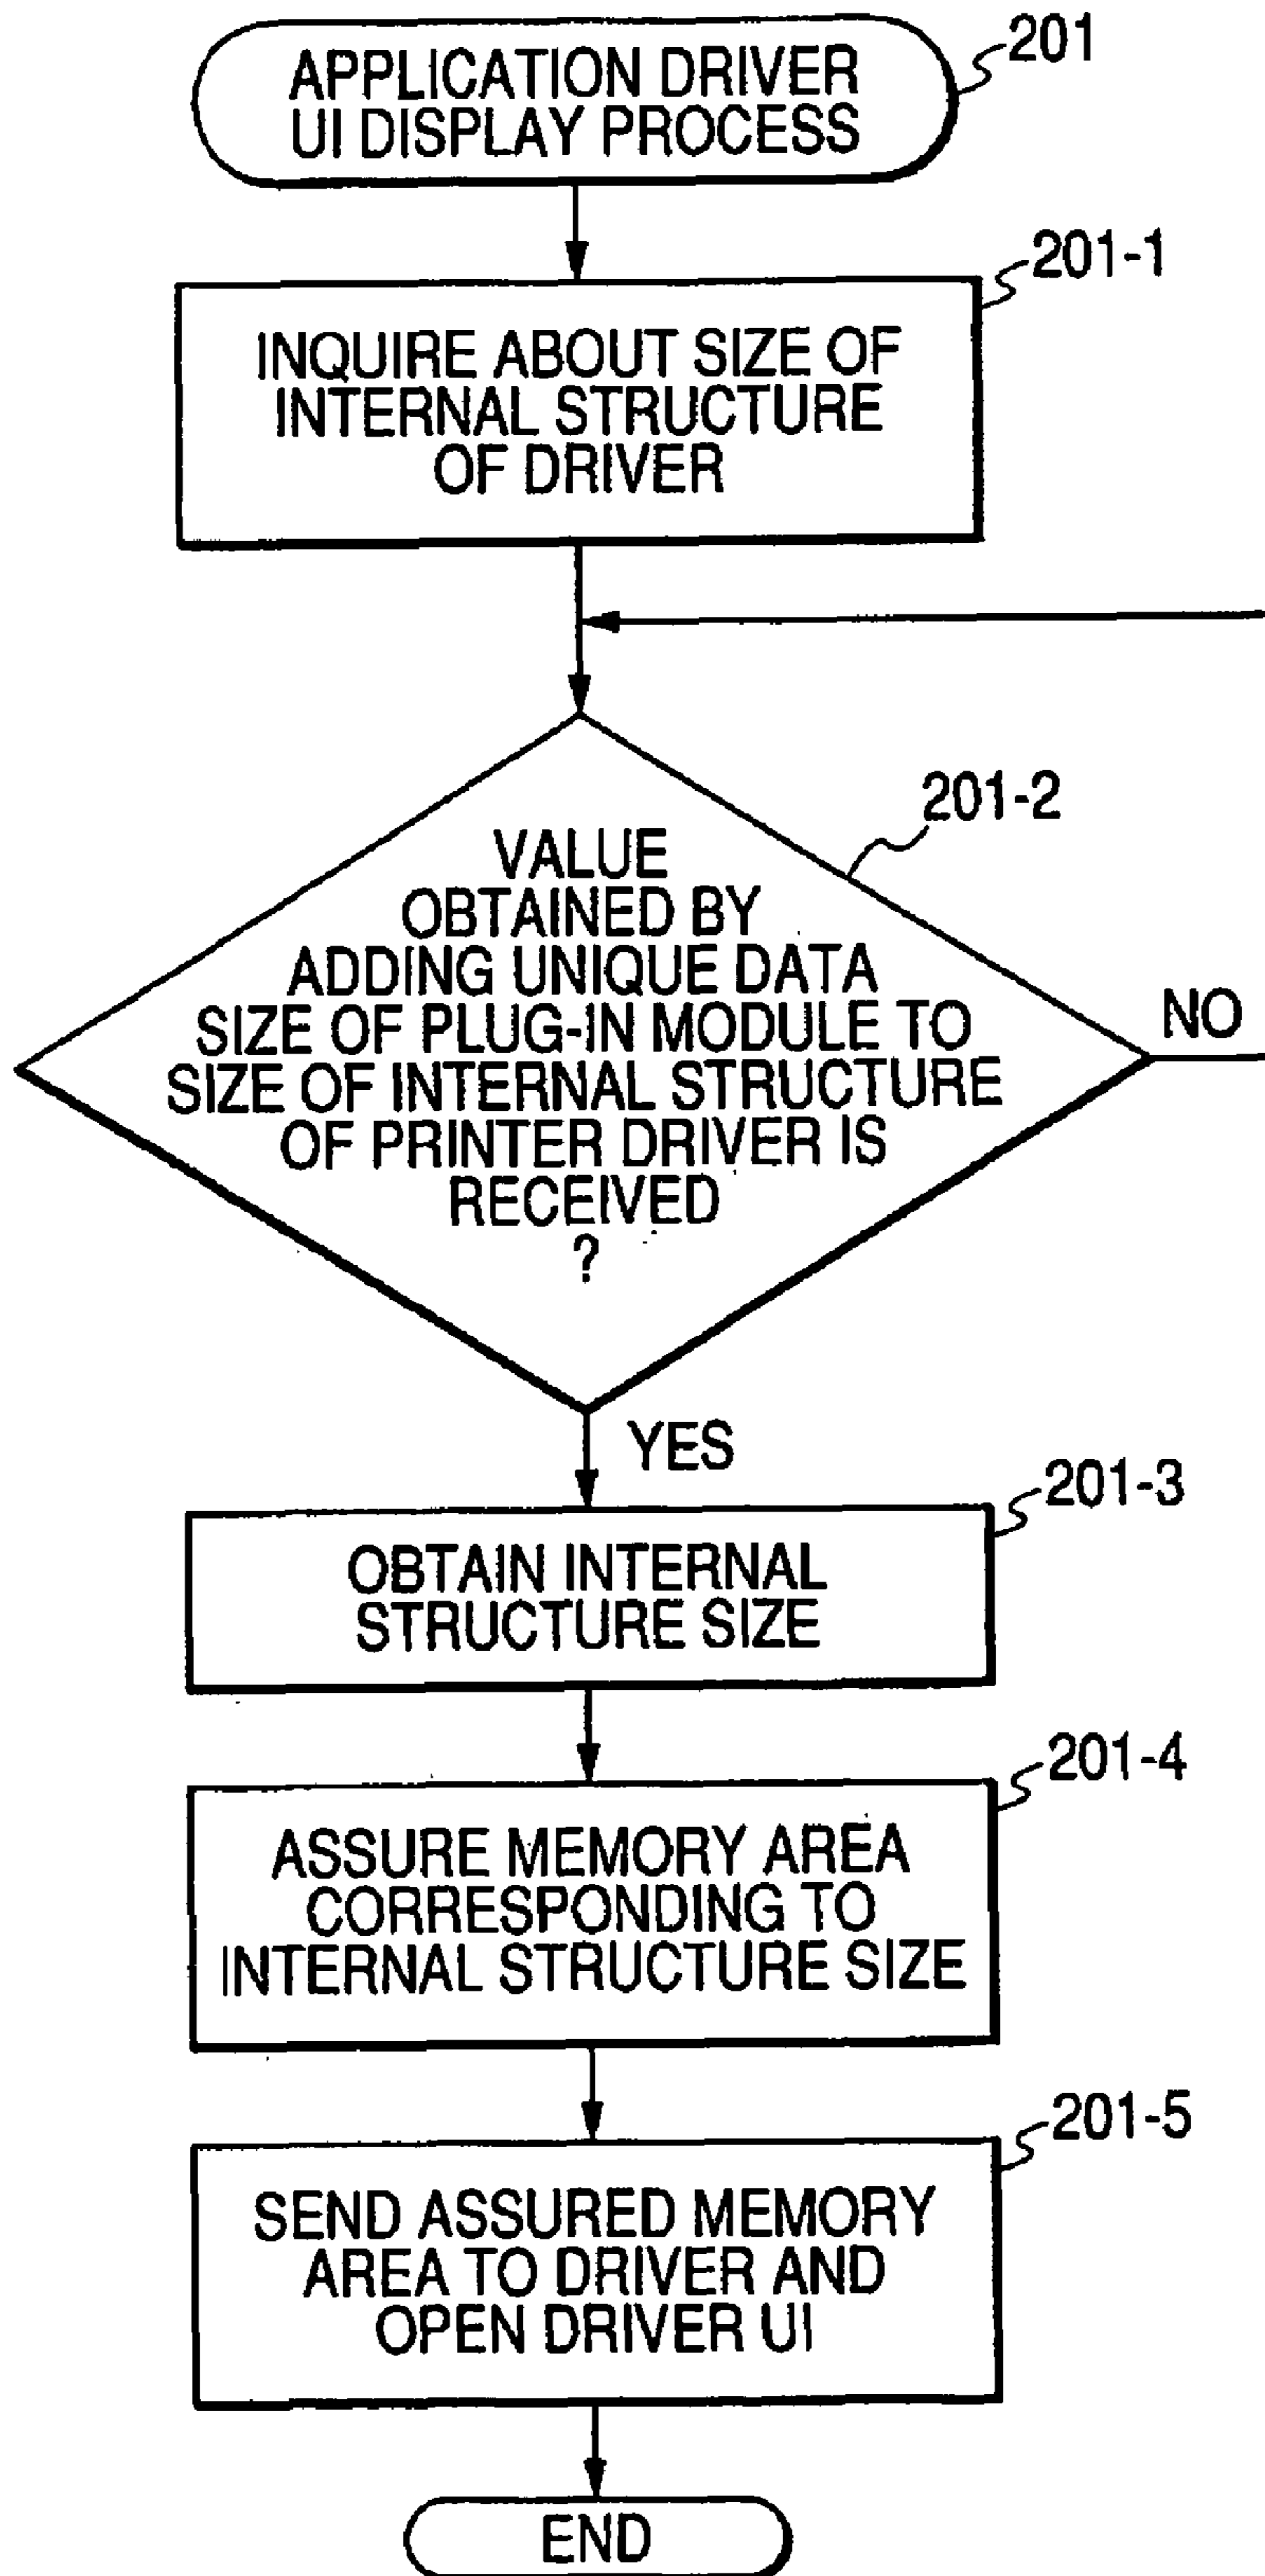 APPLICATION DRIVER
UI DISPLAY PROCESS
201
201-1
INQUIRE ABOUT SIZE OF
INTERNAL STRUCTURE
OF DRIVER
201-2
VALUE
OBTAINED BY
ADDING UNIQUE DATA
SIZE OF PLUG-IN MODULE TO
SIZE OF INTERNAL STRUCTURE
OF PRINTER DRIVER IS
RECEIVED
?
NO
YES
201-3
OBTAIN INTERNAL
STRUCTURE SIZE
201-4
ASSURE MEMORY AREA
CORRESPONDING TO
INTERNAL STRUCTURE SIZE
201-5
SEND ASSURED MEMORY
AREA TO DRIVER AND
OPEN DRIVER UI
END